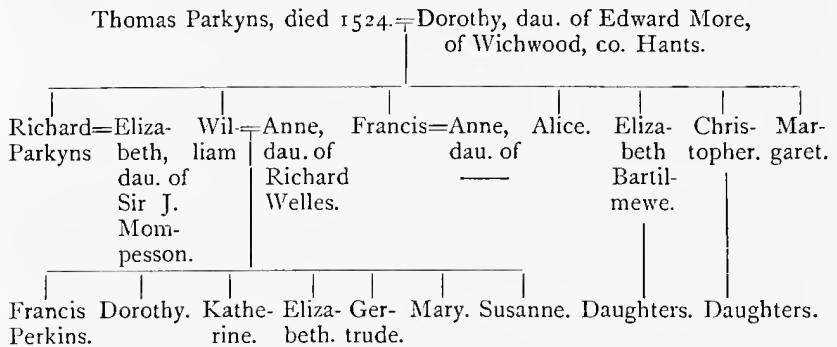 Thomas Parkyns, died 1524.=Dorothy, dau. of Edward More,
of Wichwood, co. Hants.
Richard=Eliza- Wil-=Anne, Francis=Anne, Alice. Eliza- Chris- Mar-
Parkyns beth, liam dau. of dau. of beth topher. garet.
dau. of Richard —— Bartil-
Sir J. Welles. mewe.
Mom-
pesson.
Francis Dorothy. Kathe- Eliza- Ger- Mary. Susanne. Daughters. Daughters.
Perkins. rine. beth. trude.